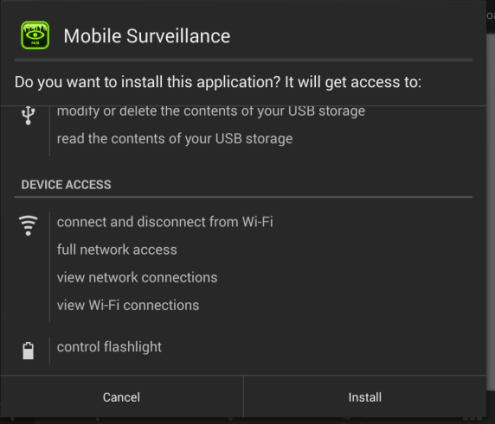 Mobile Surveillance
Do you want to install this application? It will get access to:
modify or delete the contents of your USB storage
read the contents of your USB storage
DEVICE ACCESS
connect and disconnect from Wi-Fi
full network access
view network connections
view Wi-Fi connections
control flashlight
Cancel
Install